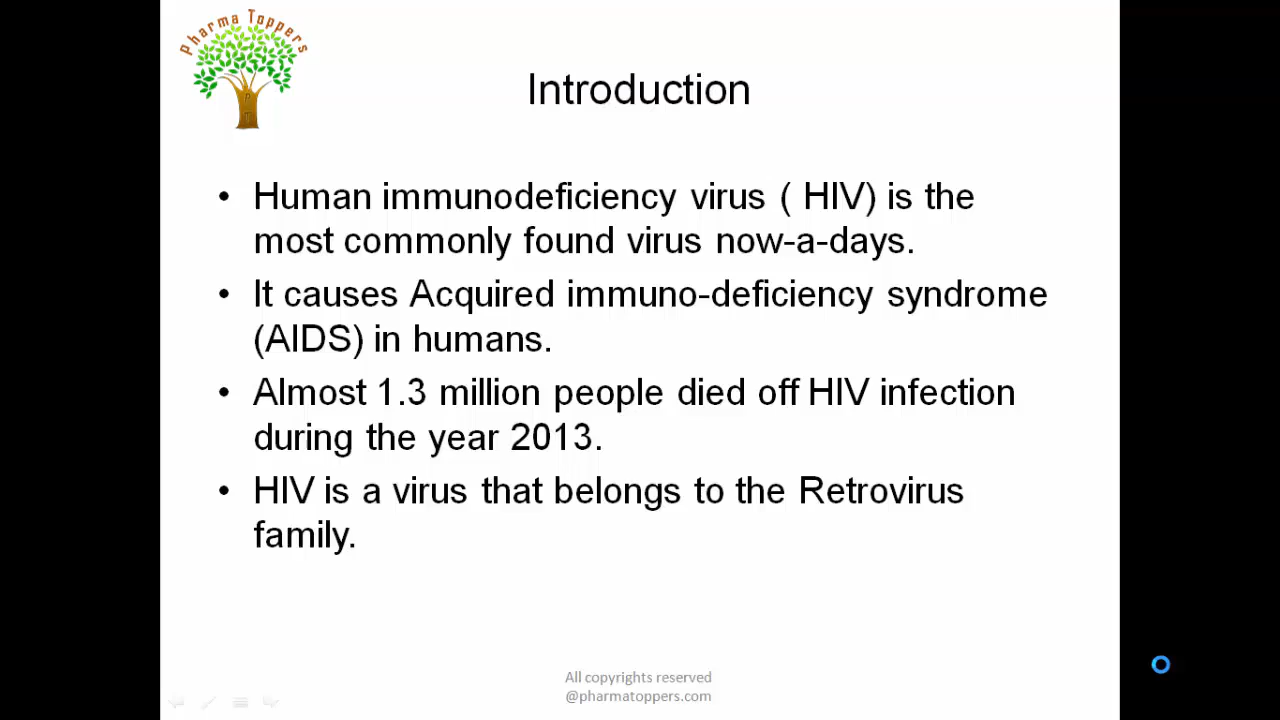 Pharma Toppers
Introduction
• Human immunodeficiency virus ( HIV) is the
most commonly found virus now-a-days.
• It causes Acquired immuno-deficiency syndrome
(AIDS) in humans.
• Almost 1.3 million people died off HIV infection
during the year 2013.
• HIV is a virus that belongs to the Retrovirus
family.
All copyrights reserved
@pharmatoppers.com